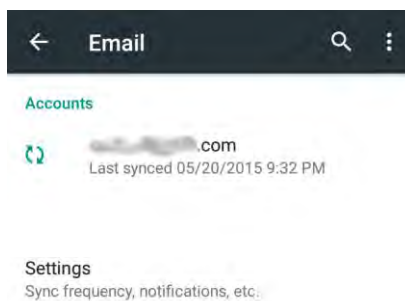 Email
Accounts
.com
Last synced 05/20/2015 9:32 PM
Settings
Sync frequency, notifications, etc.